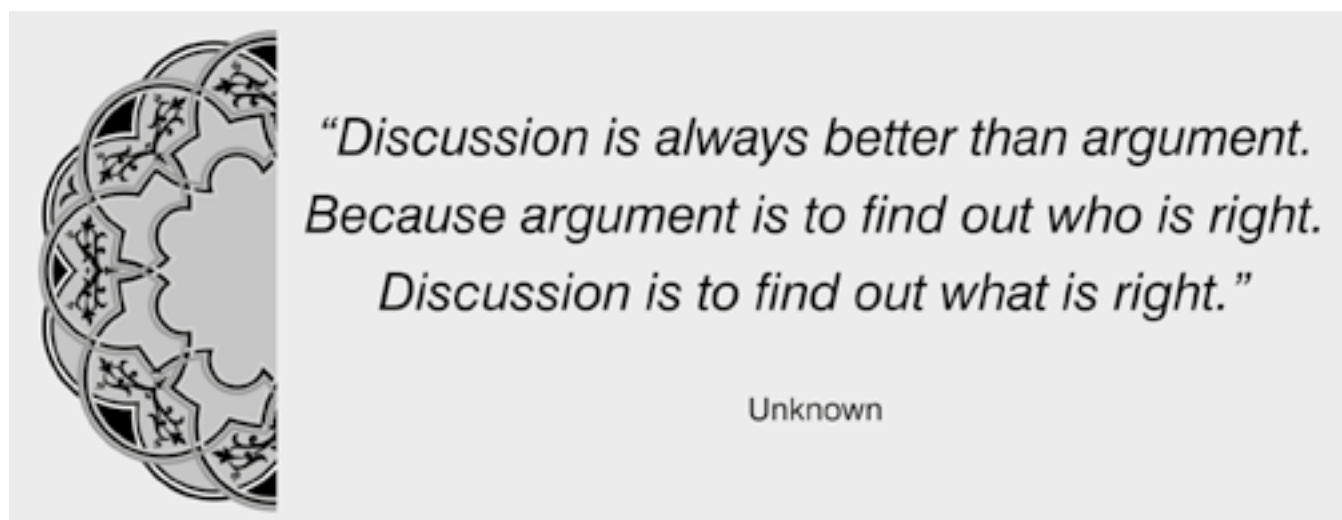 “Discussion is always better than argument.
Because argument is to find out who is right.
Discussion is to find out what is right.”
Unknown